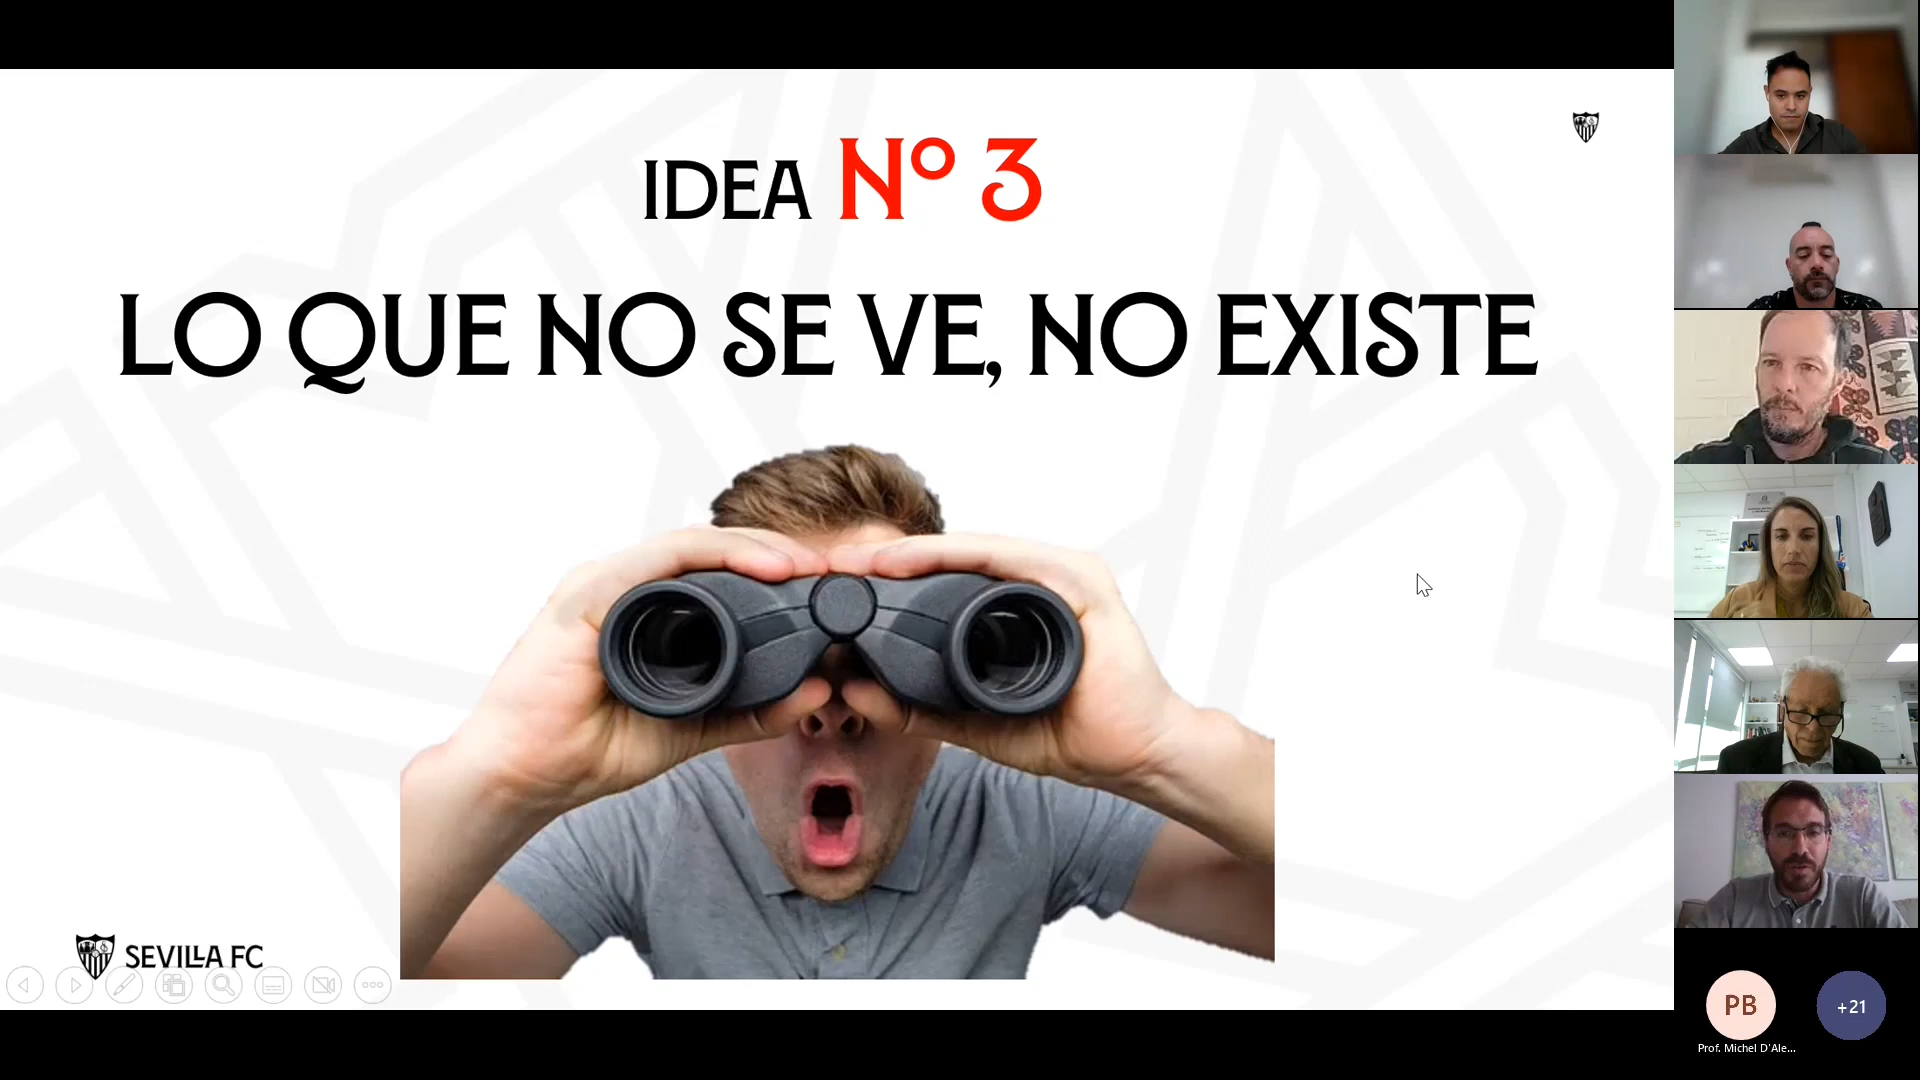 IDEA Nº 3
LO QUE NO SE VE, NO EXISTE
SEVILLA FC
PB
+21
Prof. Michel D'Ale...